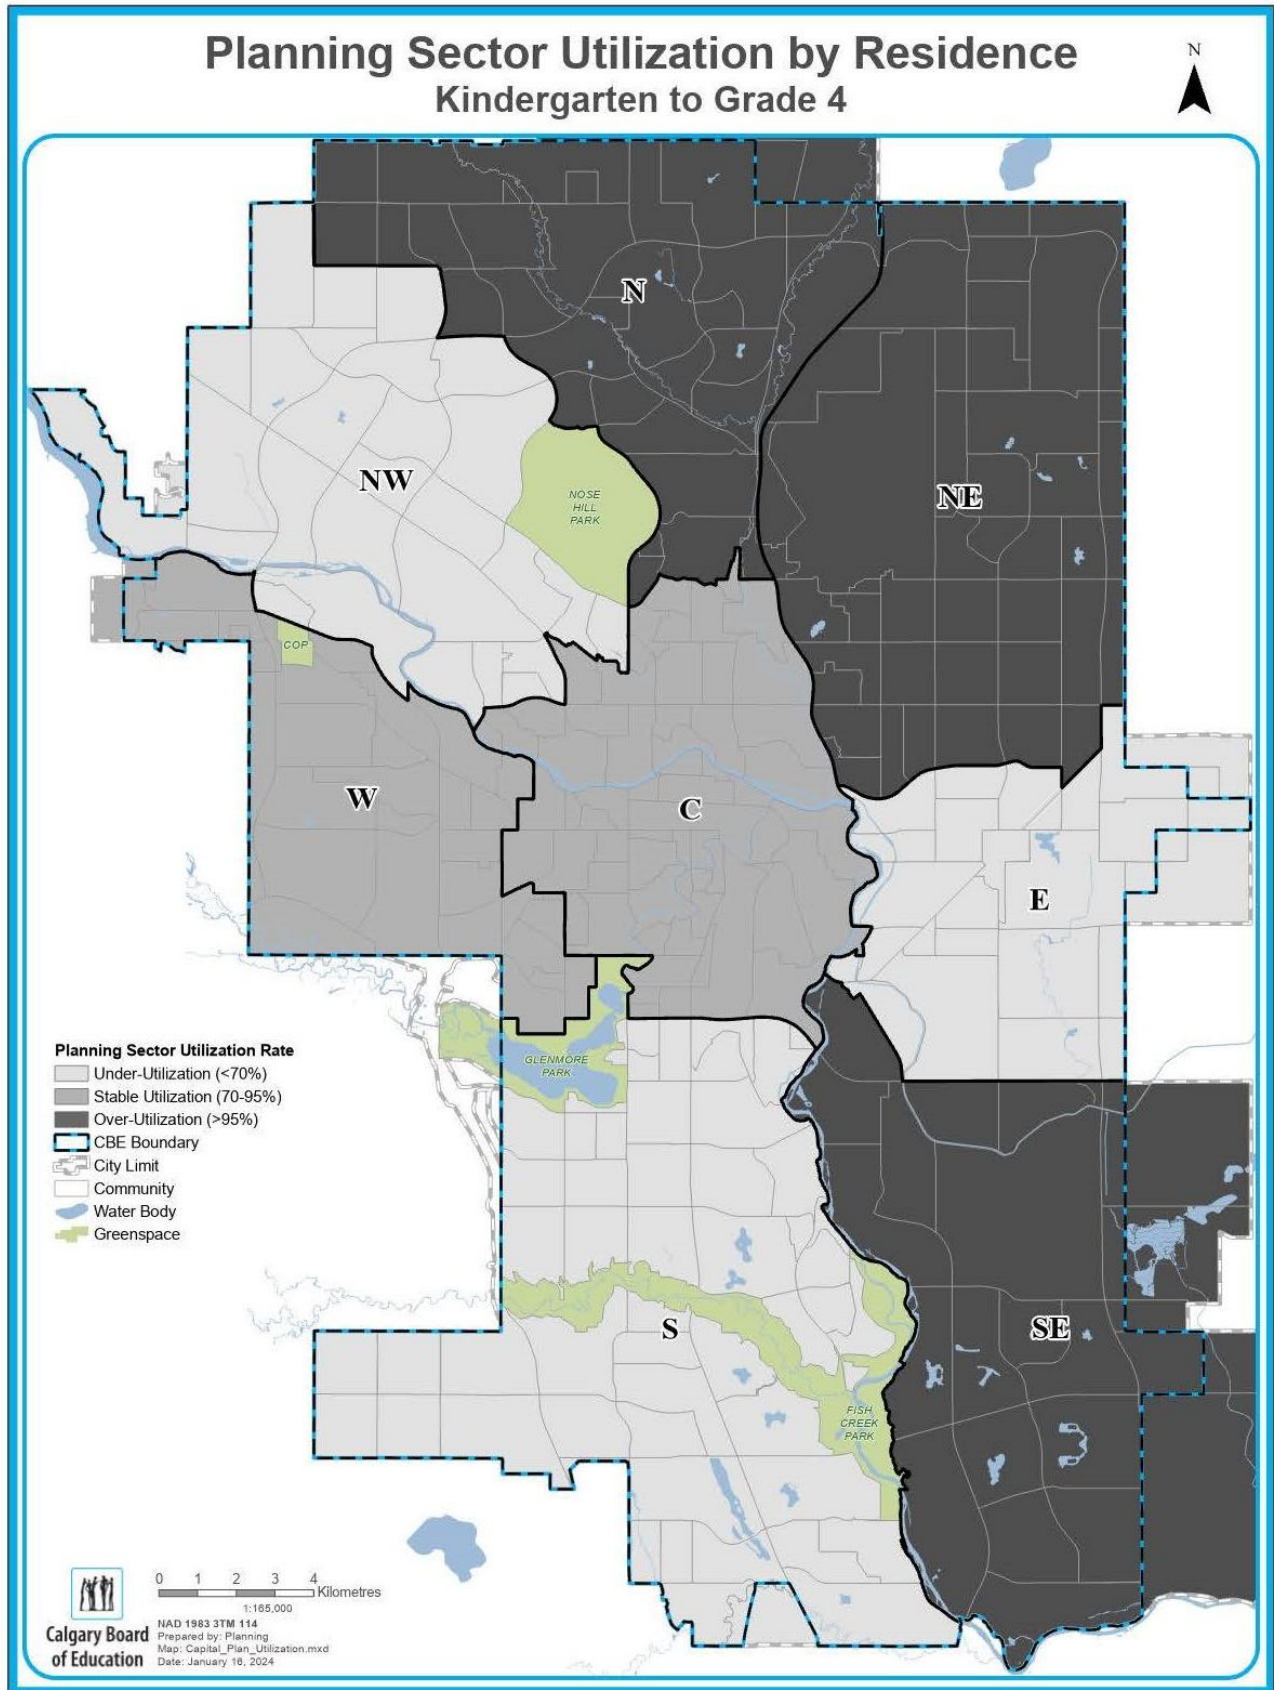 Planning Sector Utilization by Residence
Kindergarten to Grade 4
N
N
NW
NOSE
HILL
PARK
NE
COP
W
C
E
GLENMORE
PARK
Planning Sector Utilization Rate
Under-Utilization (<70%)
Stable Utilization (70-95%)
Over-Utilization (>95%)
CBE Boundary
City Limit
Community
Water Body
Greenspace
S
SE
FISH
CREEK
PARK
0 1 2 3 4
Kilometres
1:165,000
Calgary Board
of Education
NAD 1983 3TM 114
Prepared by: Planning
Map: Capital_Plan_Utilization.mxd
Date: January 16, 2024